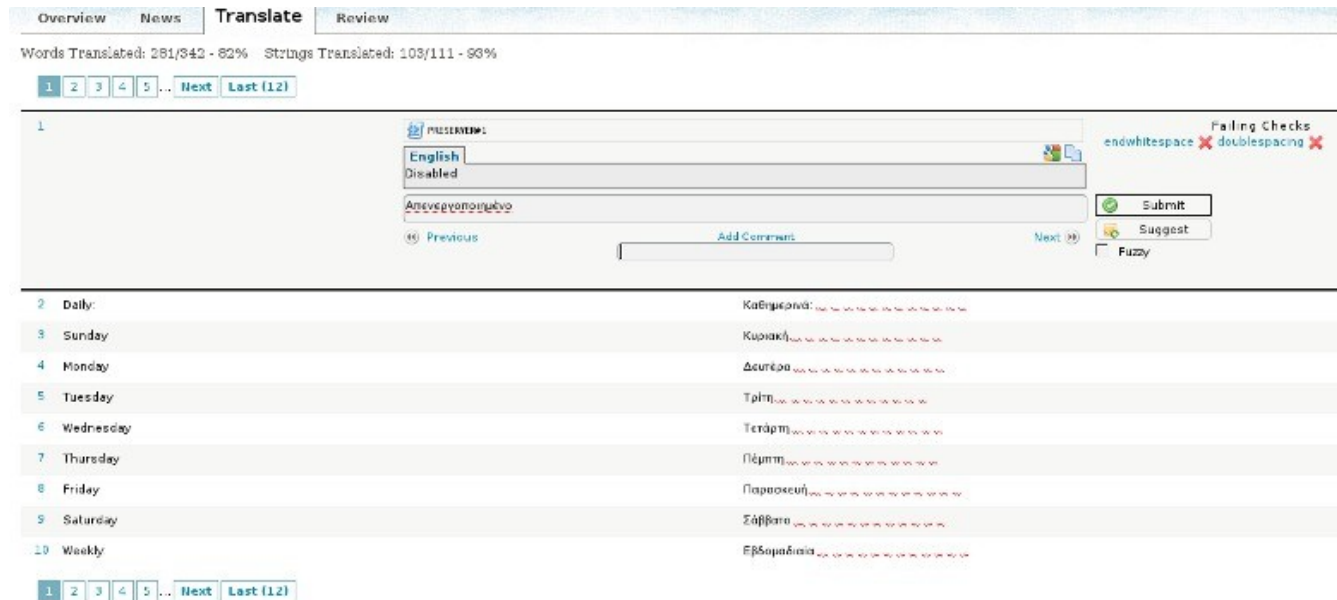 Overview News Translate Review
Words Translated: 281/342 - 82% Strings Translated: 103/111 - 93%
1 2 3 4 5 ... Next Last (12)
1 PRESERVE#1 Failing Checks
endwhitespace doublespacing
English
Disabled
Απενεργοποιημένο Submit
Previous Add Comment Next Suggest
Fuzzy
2 Daily: Καθημερινά:
3 Sunday Κυριακή
4 Monday Δευτέρα
5 Tuesday Τρίτη
6 Wednesday Τετάρτη
7 Thursday Πέμπτη
8 Friday Παρασκευή
9 Saturday Σάββατο
10 Weekly Εβδομαδιαία
1 2 3 4 5 ... Next Last (12)